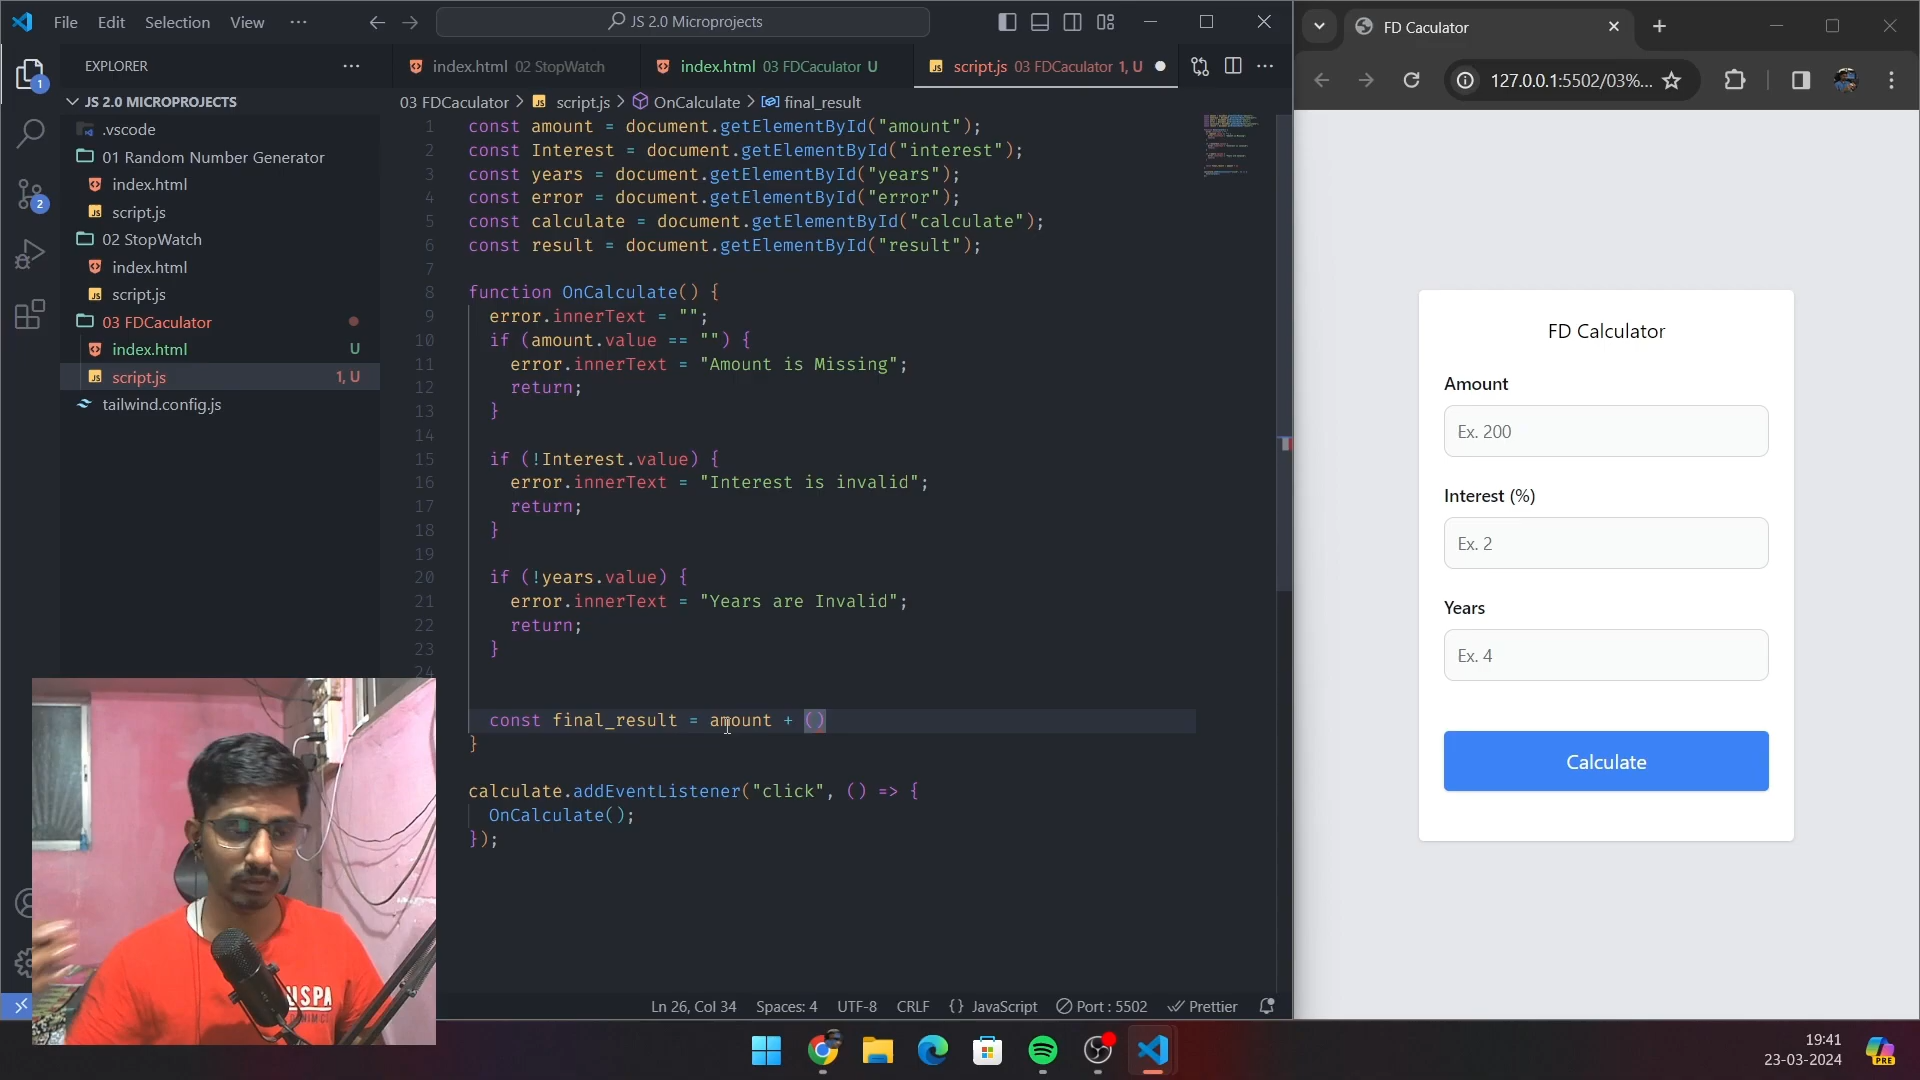 File Edit Selection View ··· JS 2.0 Microprojects
EXPLORER ···
JS 2.0 MICROPROJECTS
.vscode
01 Random Number Generator
index.html
script.js
02 StopWatch
index.html
script.js
03 FDCaculator
index.html U
script.js 1, U
tailwind.config.js
1
2
index.html 02 StopWatch index.html 03 FDCaculator U script.js 03 FDCaculator 1, U
03 FDCaculator > script.js > OnCalculate > final_result
1 const amount = document.getElementById("amount");
2 const Interest = document.getElementById("interest");
3 const years = document.getElementById("years");
4 const error = document.getElementById("error");
5 const calculate = document.getElementById("calculate");
6 const result = document.getElementById("result");
7
8 function OnCalculate() {
9 error.innerText = "";
10 if (amount.value == "") {
11 error.innerText = "Amount is Missing";
12 return;
13 }
14
15 if (!Interest.value) {
16 error.innerText = "Interest is invalid";
17 return;
18 }
19
20 if (!years.value) {
21 error.innerText = "Years are Invalid";
22 return;
23 }
24
const final_result = amount + ()
}
calculate.addEventListener("click", () => {
OnCalculate();
});
Ln 26, Col 34 Spaces: 4 UTF-8 CRLF {} JavaScript Port : 5502 Prettier
FD Caculator
127.0.0.1:5502/03%...
FD Calculator
Amount
Ex. 200
Interest (%)
Ex. 2
Years
Ex. 4
Calculate
19:41
23-03-2024
PRE